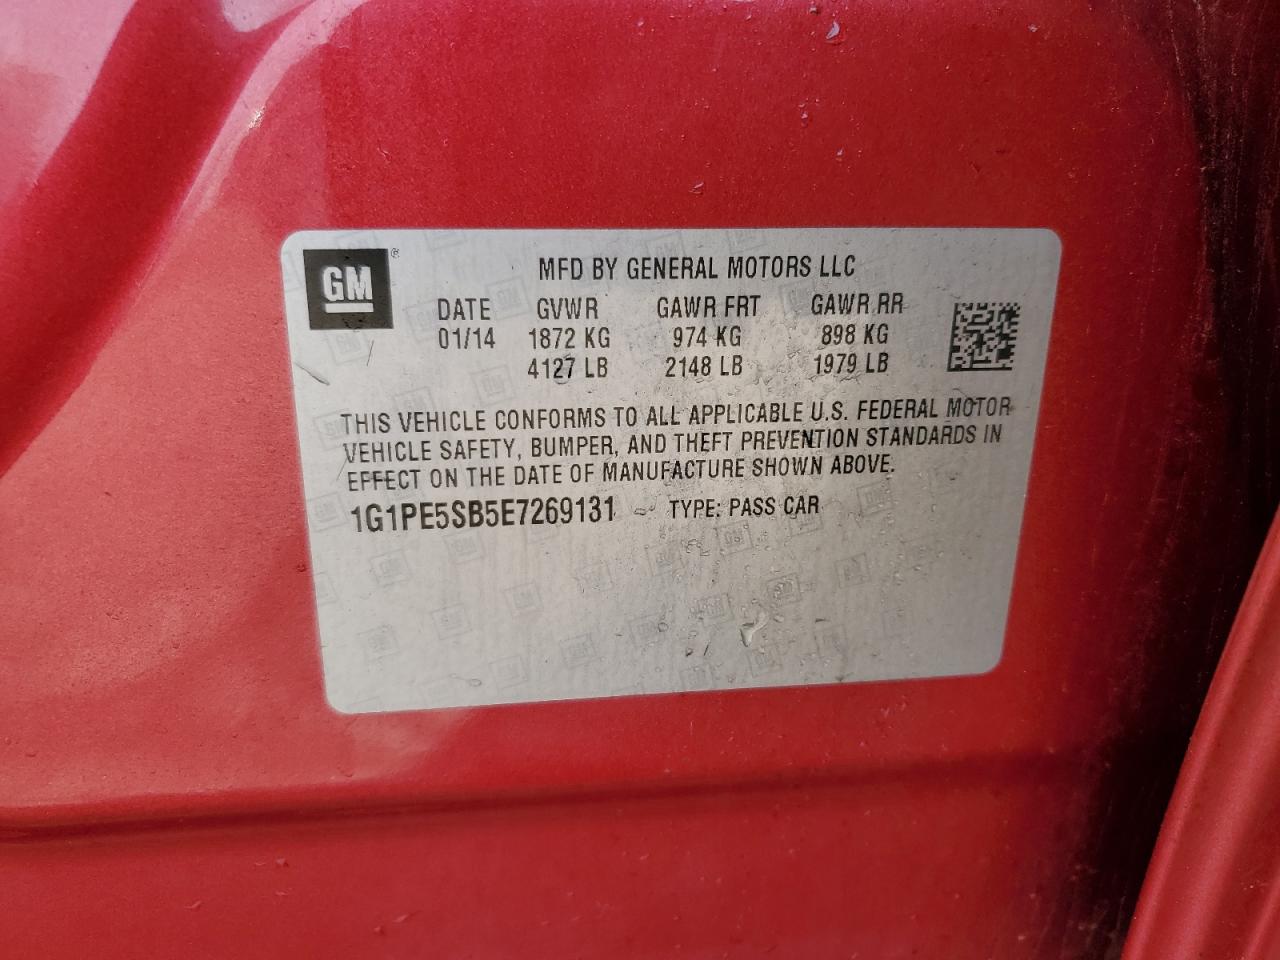 GM
MFD BY GENERAL MOTORS LLC
DATE GVWR GAWR FRT GAWR RR
01/14 1872 KG 974 KG 898 KG
4127 LB 2148 LB 1979 LB
THIS VEHICLE CONFORMS TO ALL APPLICABLE U.S. FEDERAL MOTOR
VEHICLE SAFETY, BUMPER, AND THEFT PREVENTION STANDARDS IN
EFFECT ON THE DATE OF MANUFACTURE SHOWN ABOVE.
1G1PE5SB5E7269131 TYPE: PASS CAR